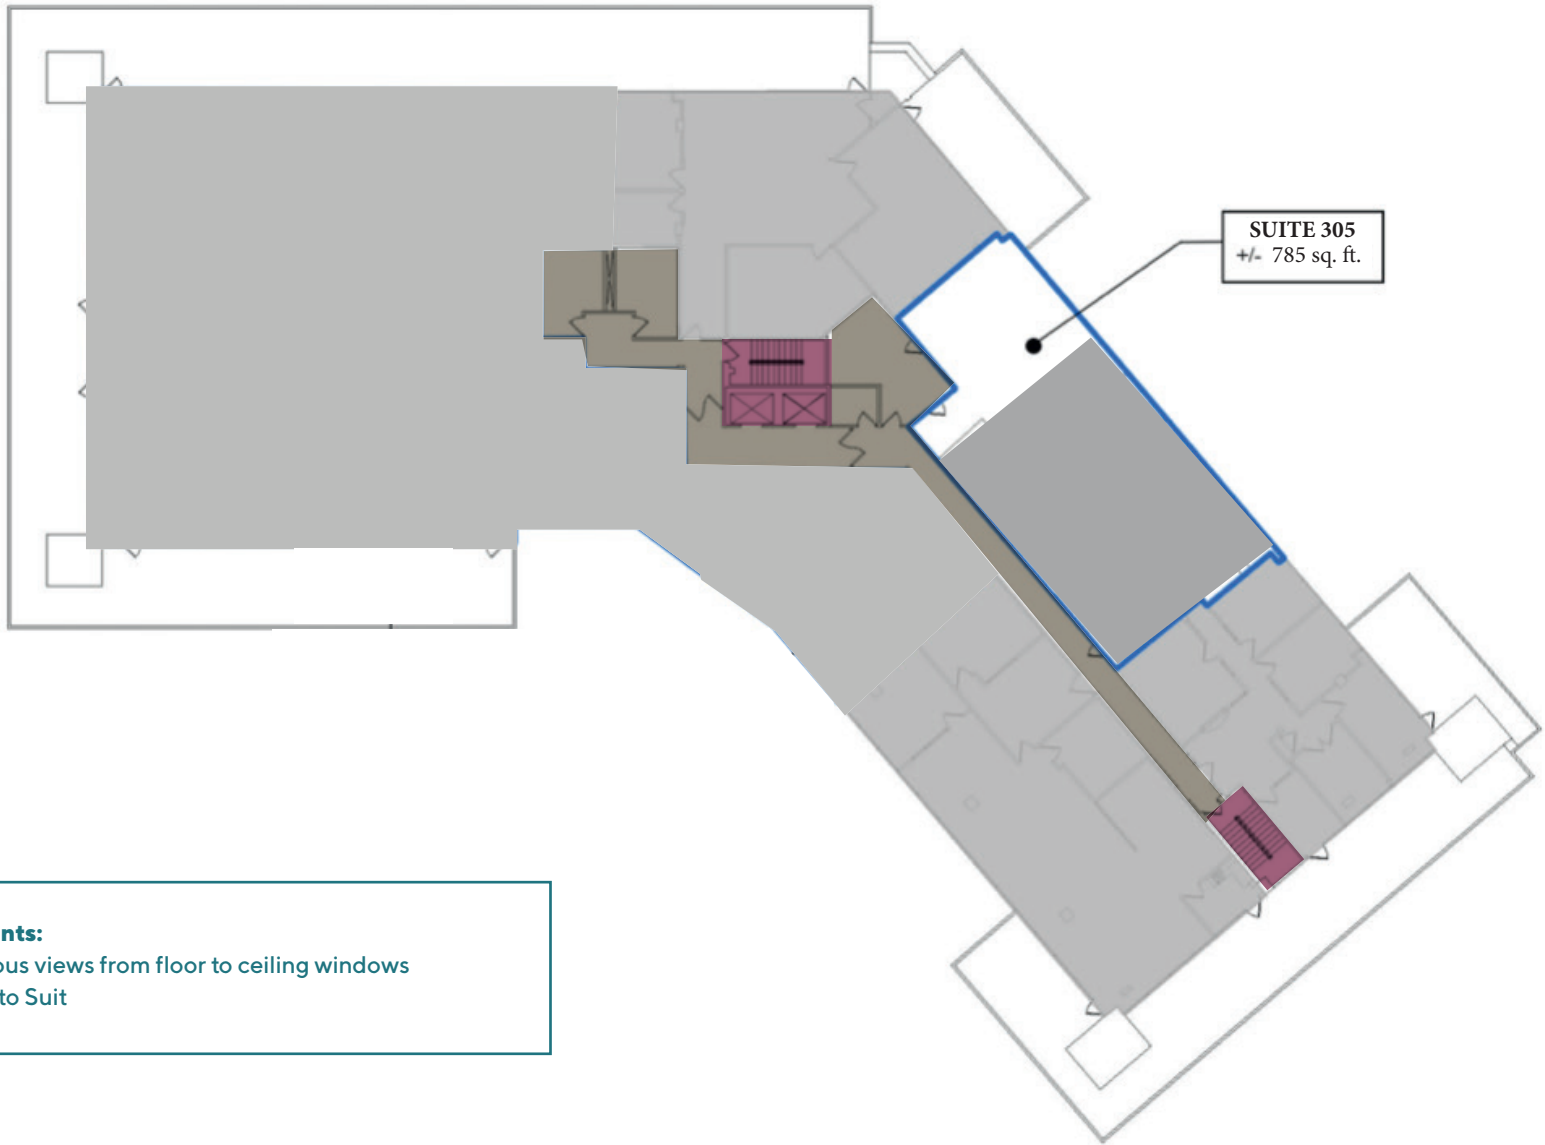 SUITE 305
+/- 785 sq. ft.
nts:
ous views from floor to ceiling windows
to Suit